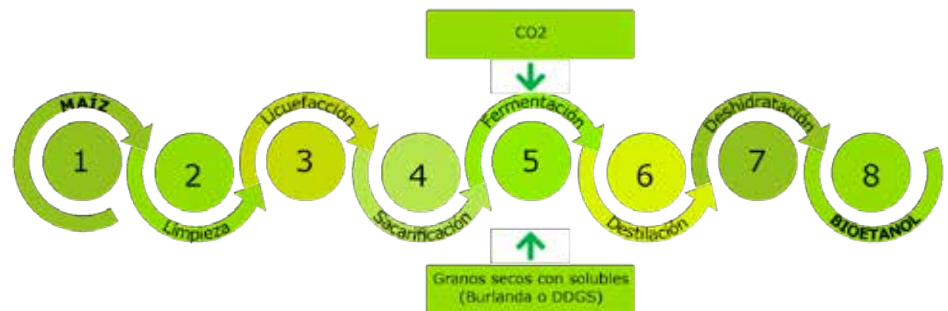 CO2
MAÍZ
1
Limpieza
2
Licuefacción
3
Sacarificación
4
Fermentación
5
Destilación
6
Deshidratación
7
BIOETANOL
8
Granos secos con solubles
(Burlanda o DDGS)